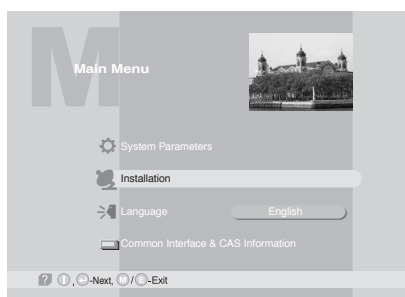 M
Main Menu
System Parameters
Installation
Language English
Common Interface & CAS Information
? , -Next, M / E -Exit